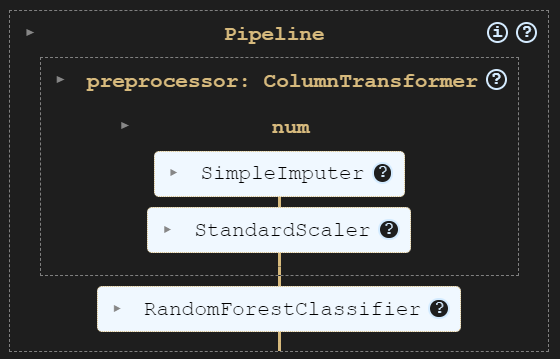 Pipeline i ?
preprocessor: ColumnTransformer ?
num
SimpleImputer ?
StandardScaler ?
RandomForestClassifier ?